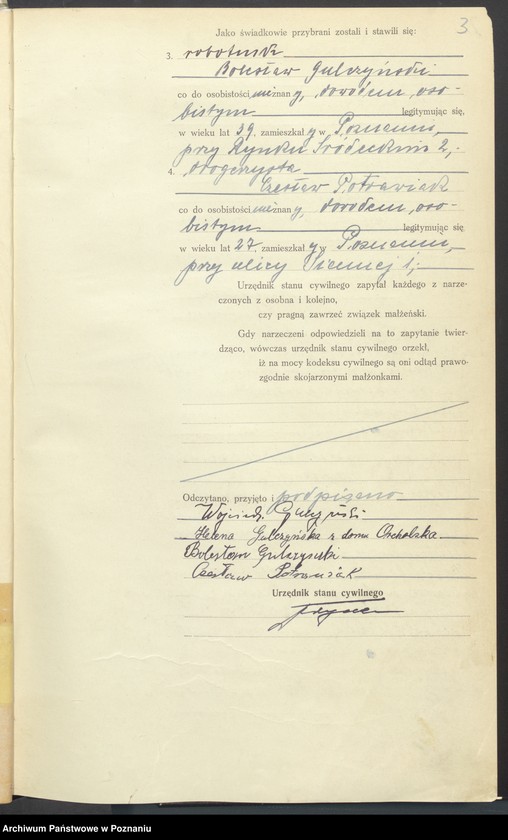 3
Jako świadkowie przybrani zostali i stawili się:
3. robotnik
Bolesław Gulczyński
co do osobistości, nieznany, dowodem oso-
bistym legitymując się,
w wieku lat 39. zamieszkały w Poznaniu,
przy Rynku Śródeckim 2,
4. drogerzysta
Czesław Potrawiak
co do osobistości, nieznany, dowodem oso-
bistym legitymując się
w wieku lat 27. zamieszkały w Poznaniu,
przy ulicy 1,
Urzędnik stanu cywilnego zapytał każdego z narze-
czonych z osobna i kolejno,
czy pragną zawrzeć związek małżeński.
Gdy narzeczeni odpowiedzieli na to zapytanie twier-
dząco, wówczas urzędnik stanu cywilnego orzekł,
iż na mocy kodeksu cywilnego są oni odtąd prawo-
zgodnie skojarzonymi małżonkami.
Odczytano, przyjęto i podpisano
Wojciech Gulczyński
Helena Gulczyńska z domu
Bolesław Gulczyński
Czesław Potrawiak
Urzędnik stanu cywilnego
Archiwum Państwowe w Poznaniu